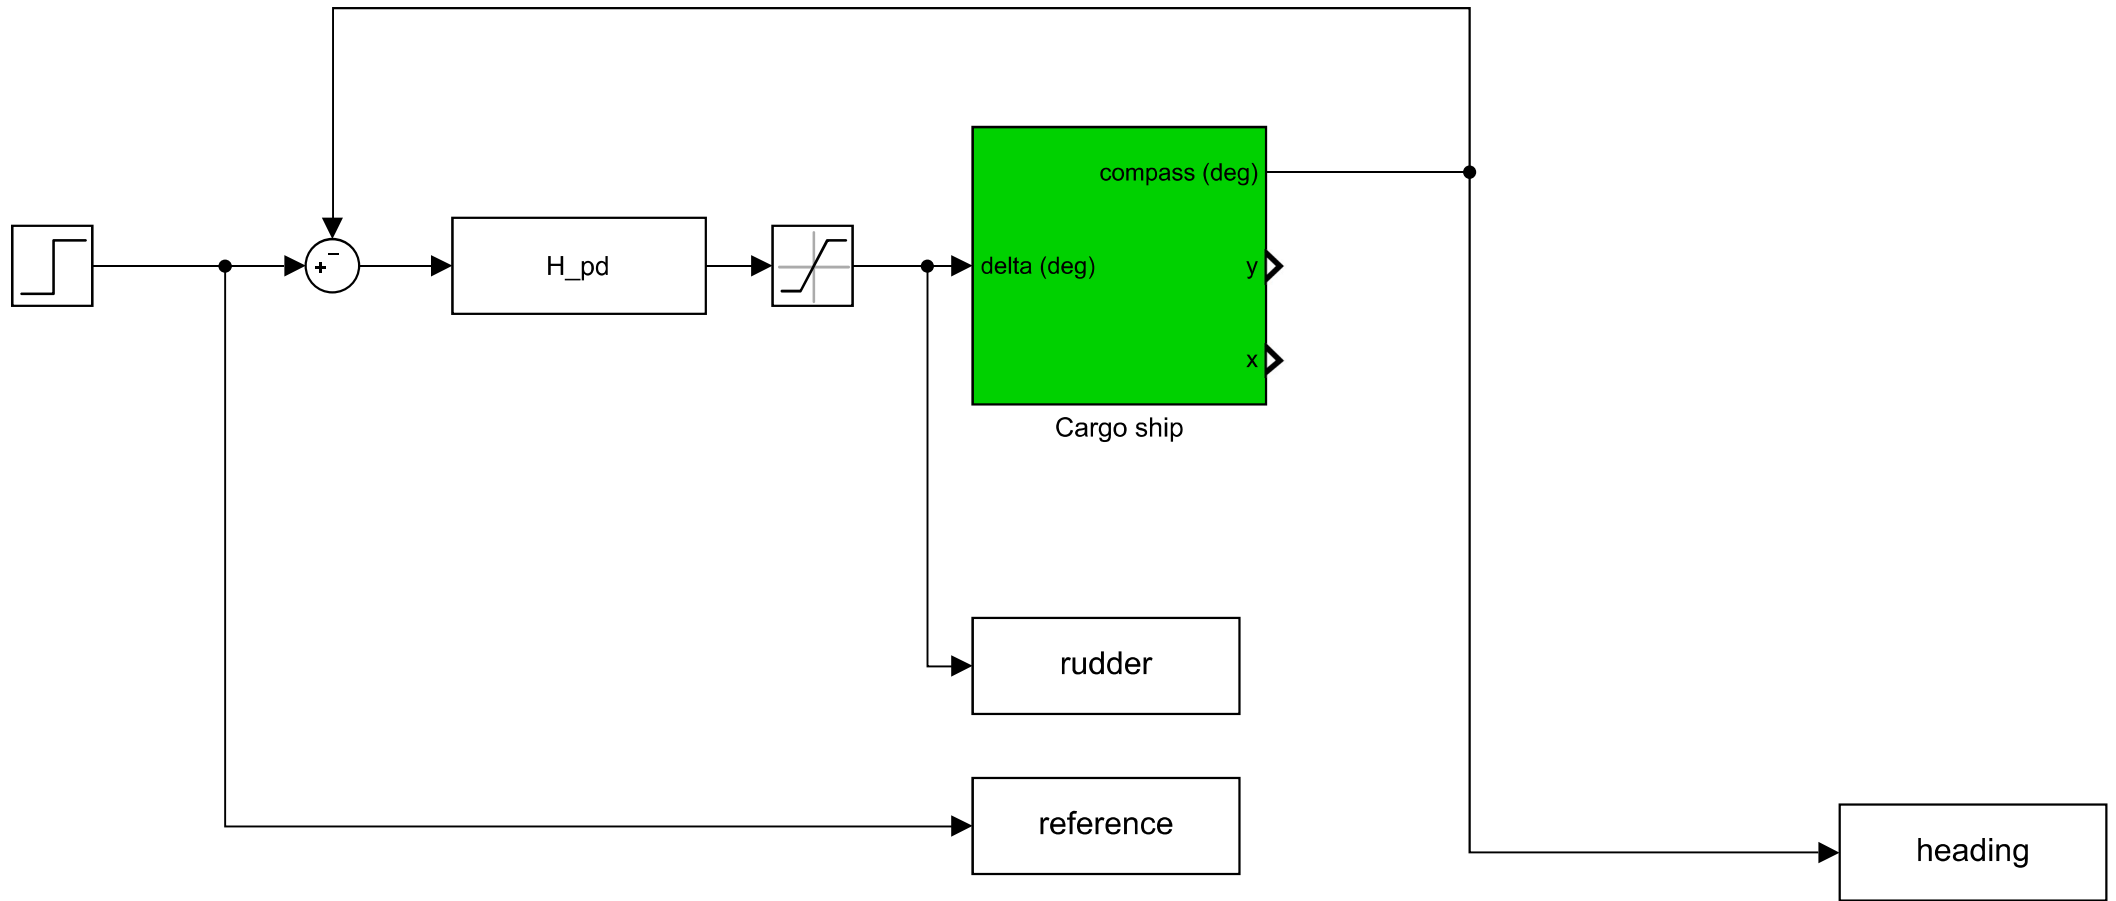 compass (deg)
+
−
H_pd
delta (deg)
y
x
Cargo ship
rudder
reference
heading